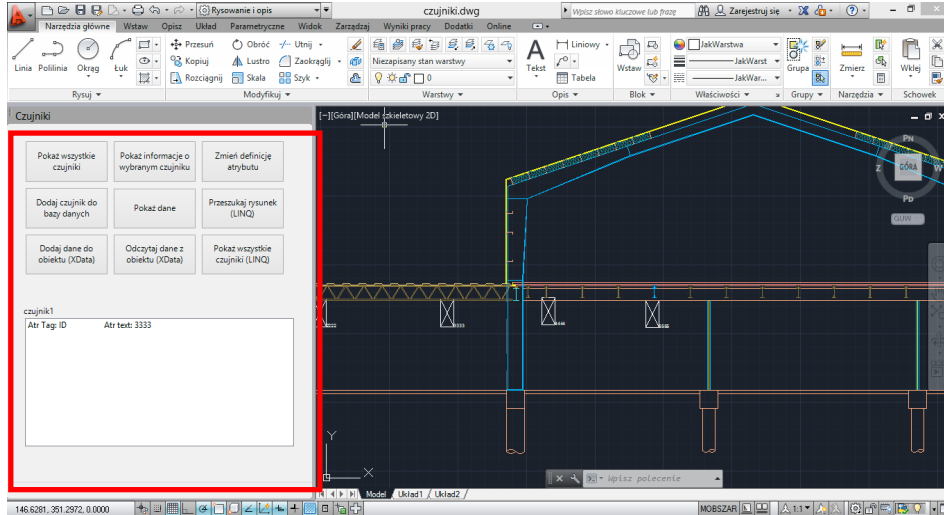 Rysowanie i opis
czujniki.dwg
Wpisz słowo kluczowe lub frazę
Zarejestruj się
Narzędzia główne Wstaw Opisz Układ Parametryczne Widok Zarządzaj Wyniki pracy Dodatki Online
Linia Polilinia Okrąg Łuk
Przesuń Obróć Utnij
Kopiuj Lustro Zaokrąglij
Rozciągnij Skala Szyk
Niezapisany stan warstwy
0
Tekst
Liniowy
Tabela
Wstaw
JakWarstwa
JakWarst
JakWar...
Grupa
Zmierz
Wklej
Rysuj Modyfikuj Warstwy Opis Blok Właściwości Grupy Narzędzia Schowek
Czujniki
[−][Góra][Model szkieletowy 2D]
Pokaż wszystkie
czujniki
Pokaż informacje o
wybranym czujniku
Zmień definicję
atrybutu
Dodaj czujnik do
bazy danych
Pokaż dane
Przeszukaj rysunek
(LINQ)
Dodaj dane do
obiektu (XData)
Odczytaj dane z
obiektu (XData)
Pokaż wszystkie
czujniki (LINQ)
czujnik1
Atr Tag: ID Atr text: 3333
PN
Z GÓRA W
PD
GUW
3333
Y
X
Wpisz polecenie
Model Układ1 Układ2
146.6281, 351.2972, 0.0000
MOBSZAR
1:1